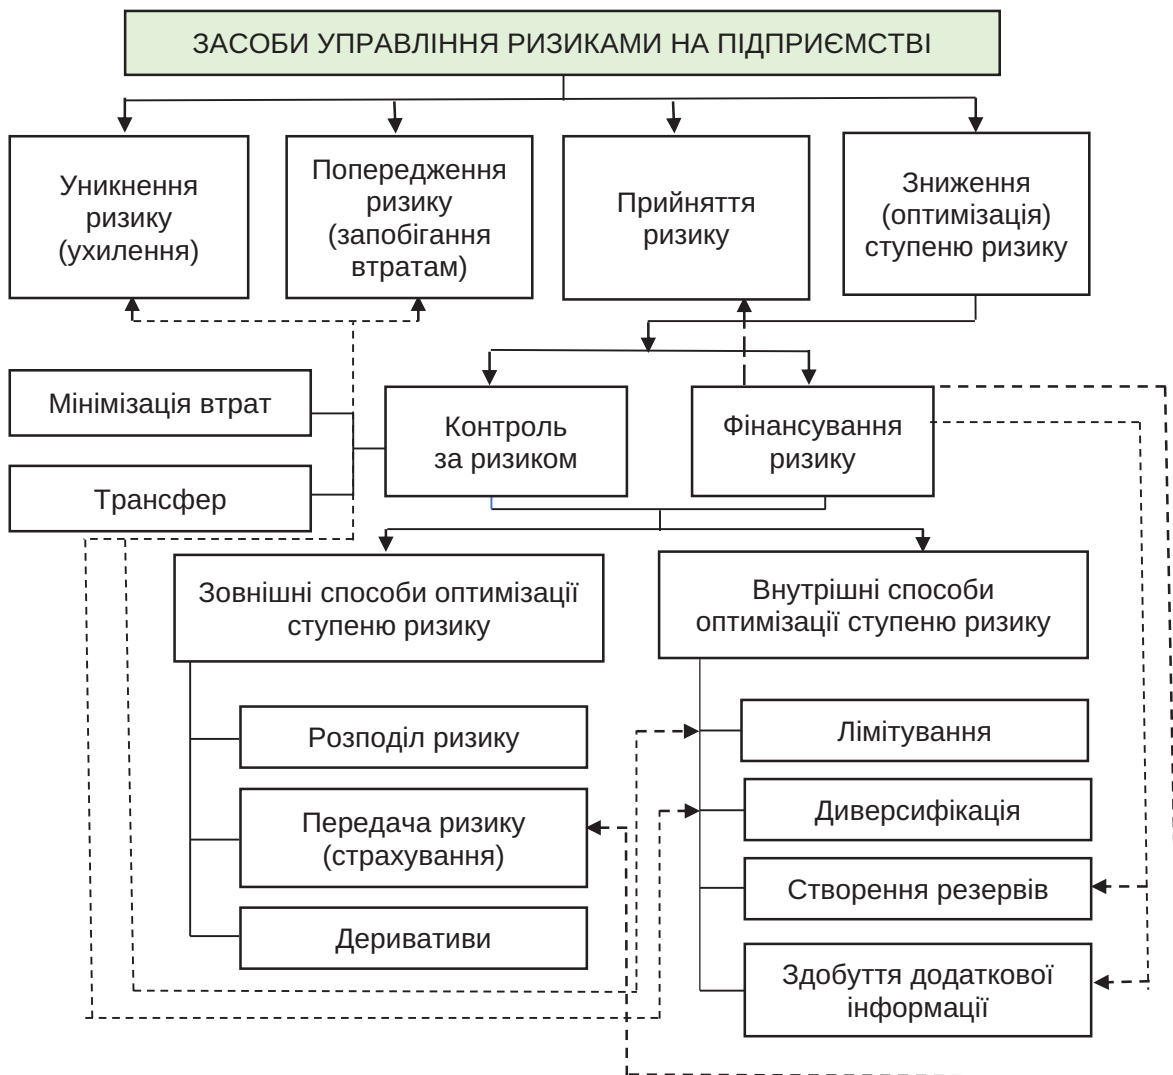 ЗАСОБИ УПРАВЛІННЯ РИЗИКАМИ НА ПІДПРИЄМСТВІ
Уникнення
ризику
(ухилення)
Попередження
ризику
(запобігання
втратам)
Прийняття
ризику
Зниження
(оптимізація)
ступеню ризику
Мінімізація втрат
Трансфер
Контроль
за ризиком
Фінансування
ризику
Зовнішні способи оптимізації
ступеню ризику
Внутрішні способи
оптимізації ступеню ризику
Розподіл ризику
Передача ризику
(страхування)
Деривативи
Лімітування
Диверсифікація
Створення резервів
Здобуття додаткової
інформації